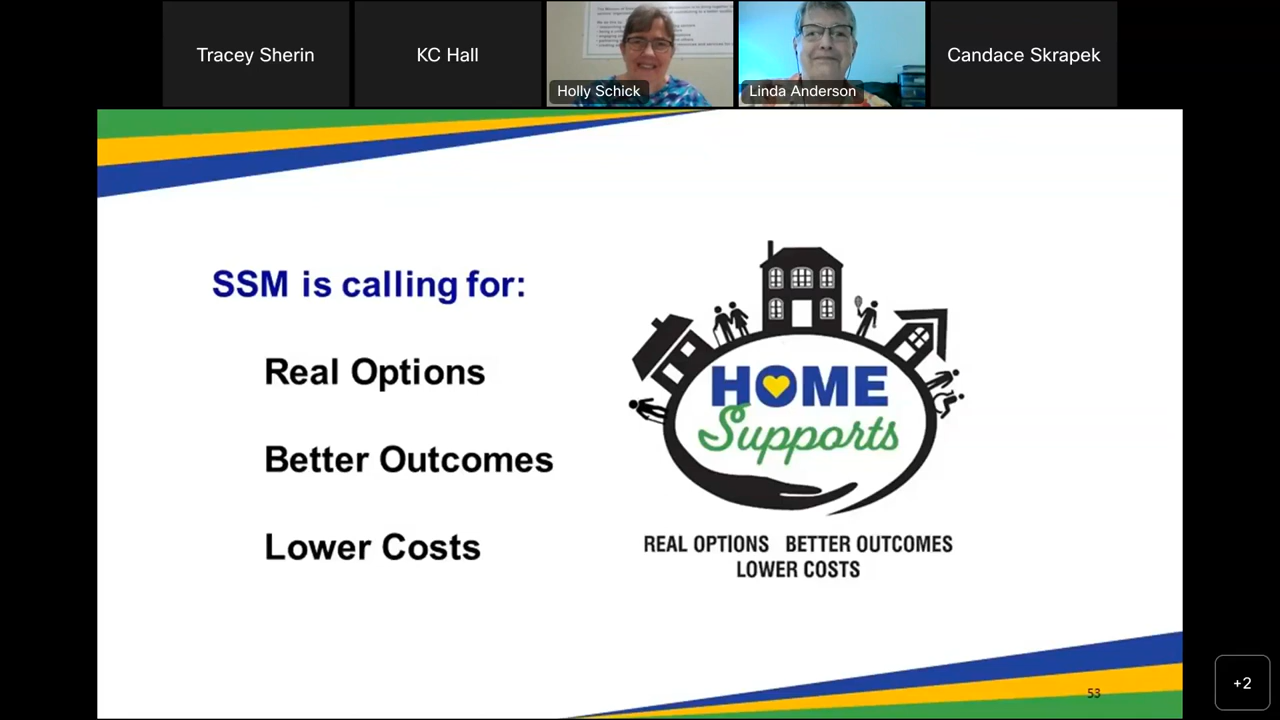 Tracey Sherin
KC Hall
Holly Schick
Linda Anderson
Candace Skrapek
SSM is calling for:
Real Options
Better Outcomes
Lower Costs
HOME
Supports
REAL OPTIONS BETTER OUTCOMES
LOWER COSTS
53
+2